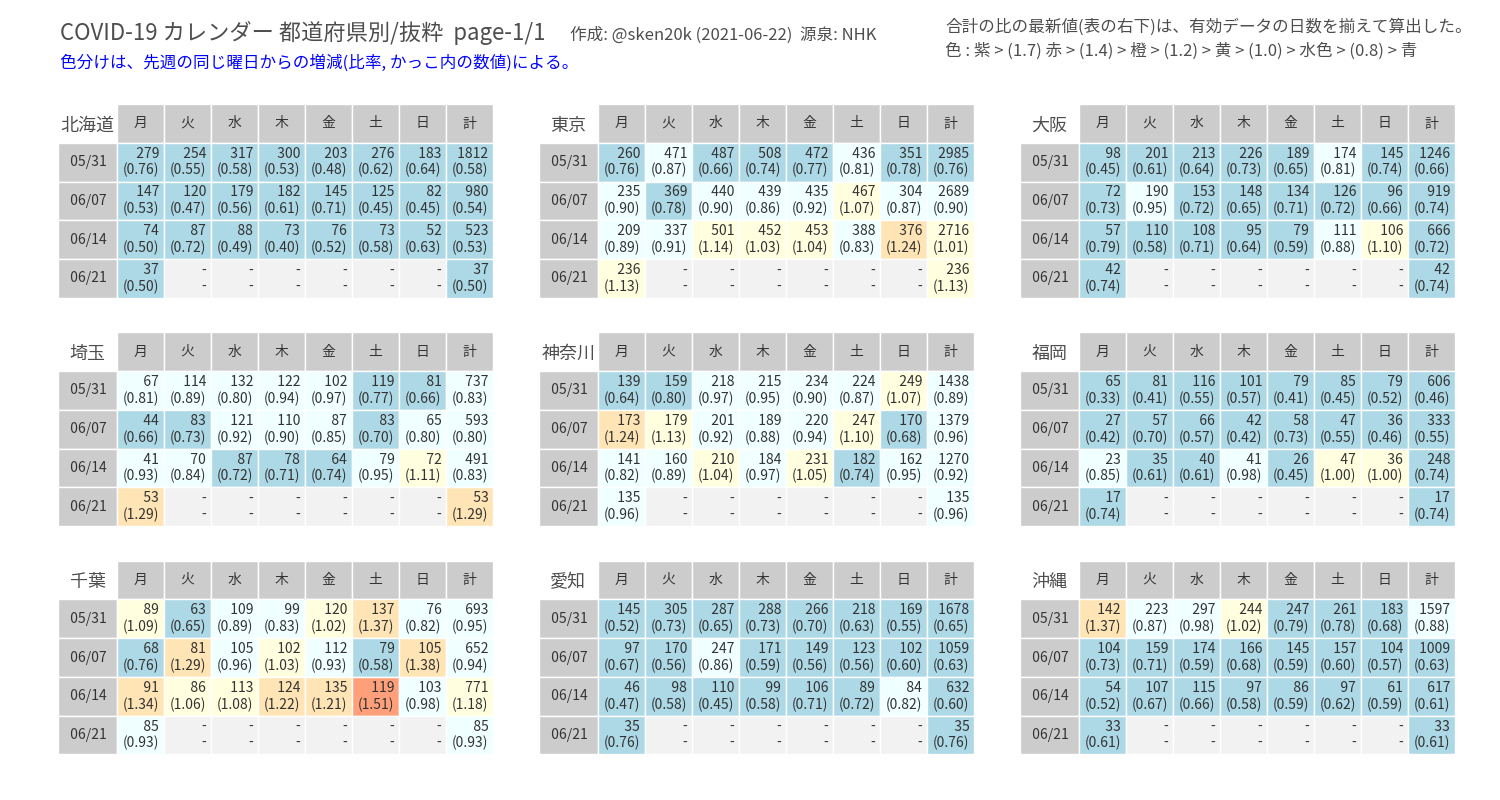 COVID-19 カレンダー 都道府県別/抜粋 page-1/1 作成: @sken20k (2021-06-22) 源泉: NHK
色分けは、先週の同じ曜日からの増減(比率, かっこ内の数値)による。
合計の比の最新値(表の右下)は、有効データの日数を揃えて算出した。
色 : 紫 > (1.7) 赤 > (1.4) 橙 > (1.2) 黄 > (1.0) > 水色 > (0.8) > 青
北海道 月 火 水 木 金 土 日 計
05/31 279 254 317 300 203 276 183 1812
(0.76) (0.55) (0.58) (0.53) (0.48) (0.62) (0.64) (0.58)
06/07 147 120 179 182 145 125 82 980
(0.53) (0.47) (0.56) (0.61) (0.71) (0.45) (0.45) (0.54)
06/14 74 87 88 73 76 73 52 523
(0.50) (0.72) (0.49) (0.40) (0.52) (0.58) (0.63) (0.53)
06/21 37 - - - - - - 37
(0.50) - - - - - - (0.50)
東京 月 火 水 木 金 土 日 計
05/31 260 471 487 508 472 436 351 2985
(0.76) (0.87) (0.66) (0.74) (0.77) (0.81) (0.78) (0.76)
06/07 235 369 440 439 435 467 304 2689
(0.90) (0.78) (0.90) (0.86) (0.92) (1.07) (0.87) (0.90)
06/14 209 337 501 452 453 388 376 2716
(0.89) (0.91) (1.14) (1.03) (1.04) (0.83) (1.24) (1.01)
06/21 236 - - - - - - 236
(1.13) - - - - - - (1.13)
大阪 月 火 水 木 金 土 日 計
05/31 98 201 213 226 189 174 145 1246
(0.45) (0.61) (0.64) (0.73) (0.65) (0.81) (0.74) (0.66)
06/07 72 190 153 148 134 126 96 919
(0.73) (0.95) (0.72) (0.65) (0.71) (0.72) (0.66) (0.74)
06/14 57 110 108 95 79 111 106 666
(0.79) (0.58) (0.71) (0.64) (0.59) (0.88) (1.10) (0.72)
06/21 42 - - - - - - 42
(0.74) - - - - - - (0.74)
埼玉 月 火 水 木 金 土 日 計
05/31 67 114 132 122 102 119 81 737
(0.81) (0.89) (0.80) (0.94) (0.97) (0.77) (0.66) (0.83)
06/07 44 83 121 110 87 83 65 593
(0.66) (0.73) (0.92) (0.90) (0.85) (0.70) (0.80) (0.80)
06/14 41 70 87 78 64 79 72 491
(0.93) (0.84) (0.72) (0.71) (0.74) (0.95) (1.11) (0.83)
06/21 53 - - - - - - 53
(1.29) - - - - - - (1.29)
神奈川 月 火 水 木 金 土 日 計
05/31 139 159 218 215 234 224 249 1438
(0.64) (0.80) (0.97) (0.95) (0.90) (0.87) (1.07) (0.89)
06/07 173 179 201 189 220 247 170 1379
(1.24) (1.13) (0.92) (0.88) (0.94) (1.10) (0.68) (0.96)
06/14 141 160 210 184 231 182 162 1270
(0.82) (0.89) (1.04) (0.97) (1.05) (0.74) (0.95) (0.92)
06/21 135 - - - - - - 135
(0.96) - - - - - - (0.96)
福岡 月 火 水 木 金 土 日 計
05/31 65 81 116 101 79 85 79 606
(0.33) (0.41) (0.55) (0.57) (0.41) (0.45) (0.52) (0.46)
06/07 27 57 66 42 58 47 36 333
(0.42) (0.70) (0.57) (0.42) (0.73) (0.55) (0.46) (0.55)
06/14 23 35 40 41 26 47 36 248
(0.85) (0.61) (0.61) (0.98) (0.45) (1.00) (1.00) (0.74)
06/21 17 - - - - - - 17
(0.74) - - - - - - (0.74)
千葉 月 火 水 木 金 土 日 計
05/31 89 63 109 99 120 137 76 693
(1.09) (0.65) (0.89) (0.83) (1.02) (1.37) (0.82) (0.95)
06/07 68 81 105 102 112 79 105 652
(0.76) (1.29) (0.96) (1.03) (0.93) (0.58) (1.38) (0.94)
06/14 91 86 113 124 135 119 103 771
(1.34) (1.06) (1.08) (1.22) (1.21) (1.51) (0.98) (1.18)
06/21 85 - - - - - - 85
(0.93) - - - - - - (0.93)
愛知 月 火 水 木 金 土 日 計
05/31 145 305 287 288 266 218 169 1678
(0.52) (0.73) (0.65) (0.73) (0.70) (0.63) (0.55) (0.65)
06/07 97 170 247 171 149 123 102 1059
(0.67) (0.56) (0.86) (0.59) (0.56) (0.56) (0.60) (0.63)
06/14 46 98 110 99 106 89 84 632
(0.47) (0.58) (0.45) (0.58) (0.71) (0.72) (0.82) (0.60)
06/21 35 - - - - - - 35
(0.76) - - - - - - (0.76)
沖縄 月 火 水 木 金 土 日 計
05/31 142 223 297 244 247 261 183 1597
(1.37) (0.87) (0.98) (1.02) (0.79) (0.78) (0.68) (0.88)
06/07 104 159 174 166 145 157 104 1009
(0.73) (0.71) (0.59) (0.68) (0.59) (0.60) (0.57) (0.63)
06/14 54 107 115 97 86 97 61 617
(0.52) (0.67) (0.66) (0.58) (0.59) (0.62) (0.59) (0.61)
06/21 33 - - - - - - 33
(0.61) - - - - - - (0.61)